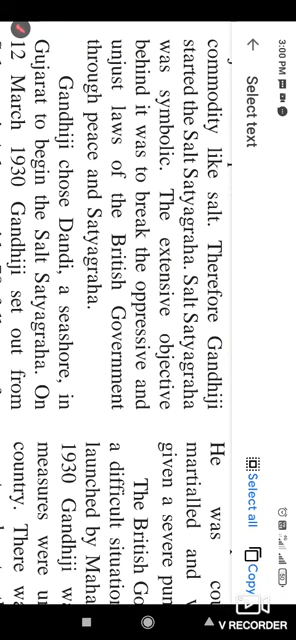 3:00 PM
Select text
Select all
Copy
commodity like salt. Therefore Gandhiji
started the Salt Satyagraha. Salt Satyagraha
was symbolic. The extensive objective
behind it was to break the oppressive and
unjust laws of the British Government
through peace and Satyagraha.
Gandhiji chose Dandi, a seashore, in
Gujarat to begin the Salt Satyagraha. On
12 March 1930 Gandhiji set out from
He was cou
martialled and
given a severe pun
The British Go
a difficult situation
launched by Maha
1930 Gandhiji wa
measures were u
country. There wa
V RECORDER